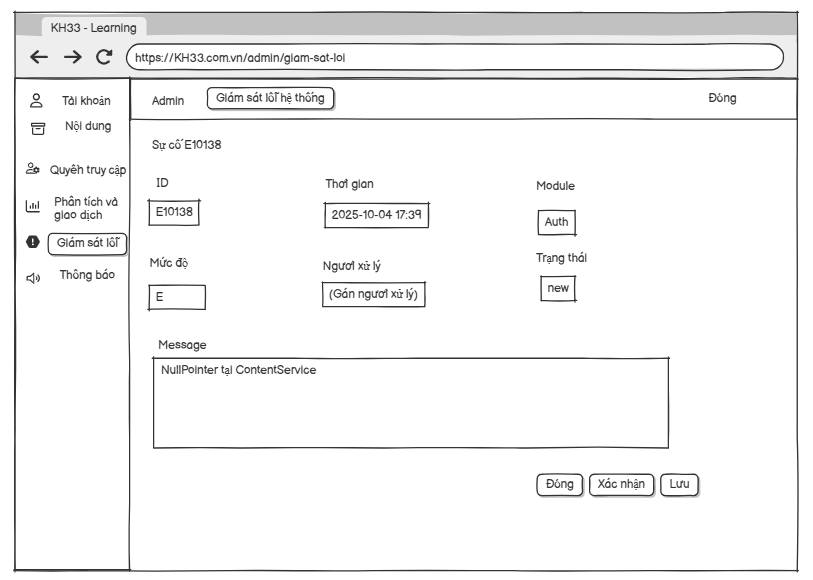 KH33 - Learning
https://KH33.com.vn/admin/giam-sat-loi
Tài khoản
Nội dung
Quyền truy cập
Phân tích và
giao dịch
Giám sát lỗi
Thông báo
Admin
Giám sát lỗi hệ thống
Đóng
Sự cố E10138
ID
Thời gian
Module
E10138
2025-10-04 17:39
Auth
Mức độ
Người xử lý
Trạng thái
E
(Gán người xử lý)
new
Message
NullPointer tại ContentService
Đóng
Xác nhận
Lưu